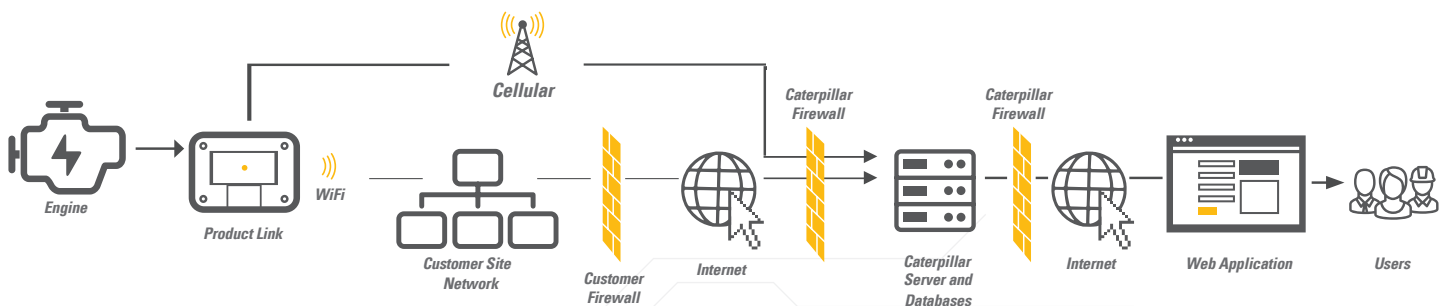 Cellular
Caterpillar
Firewall
Caterpillar
Firewall
Engine
WiFi
Product Link
Customer Site
Network
Customer
Firewall
Internet
Caterpillar
Server and
Databases
Internet
Web Application
Users